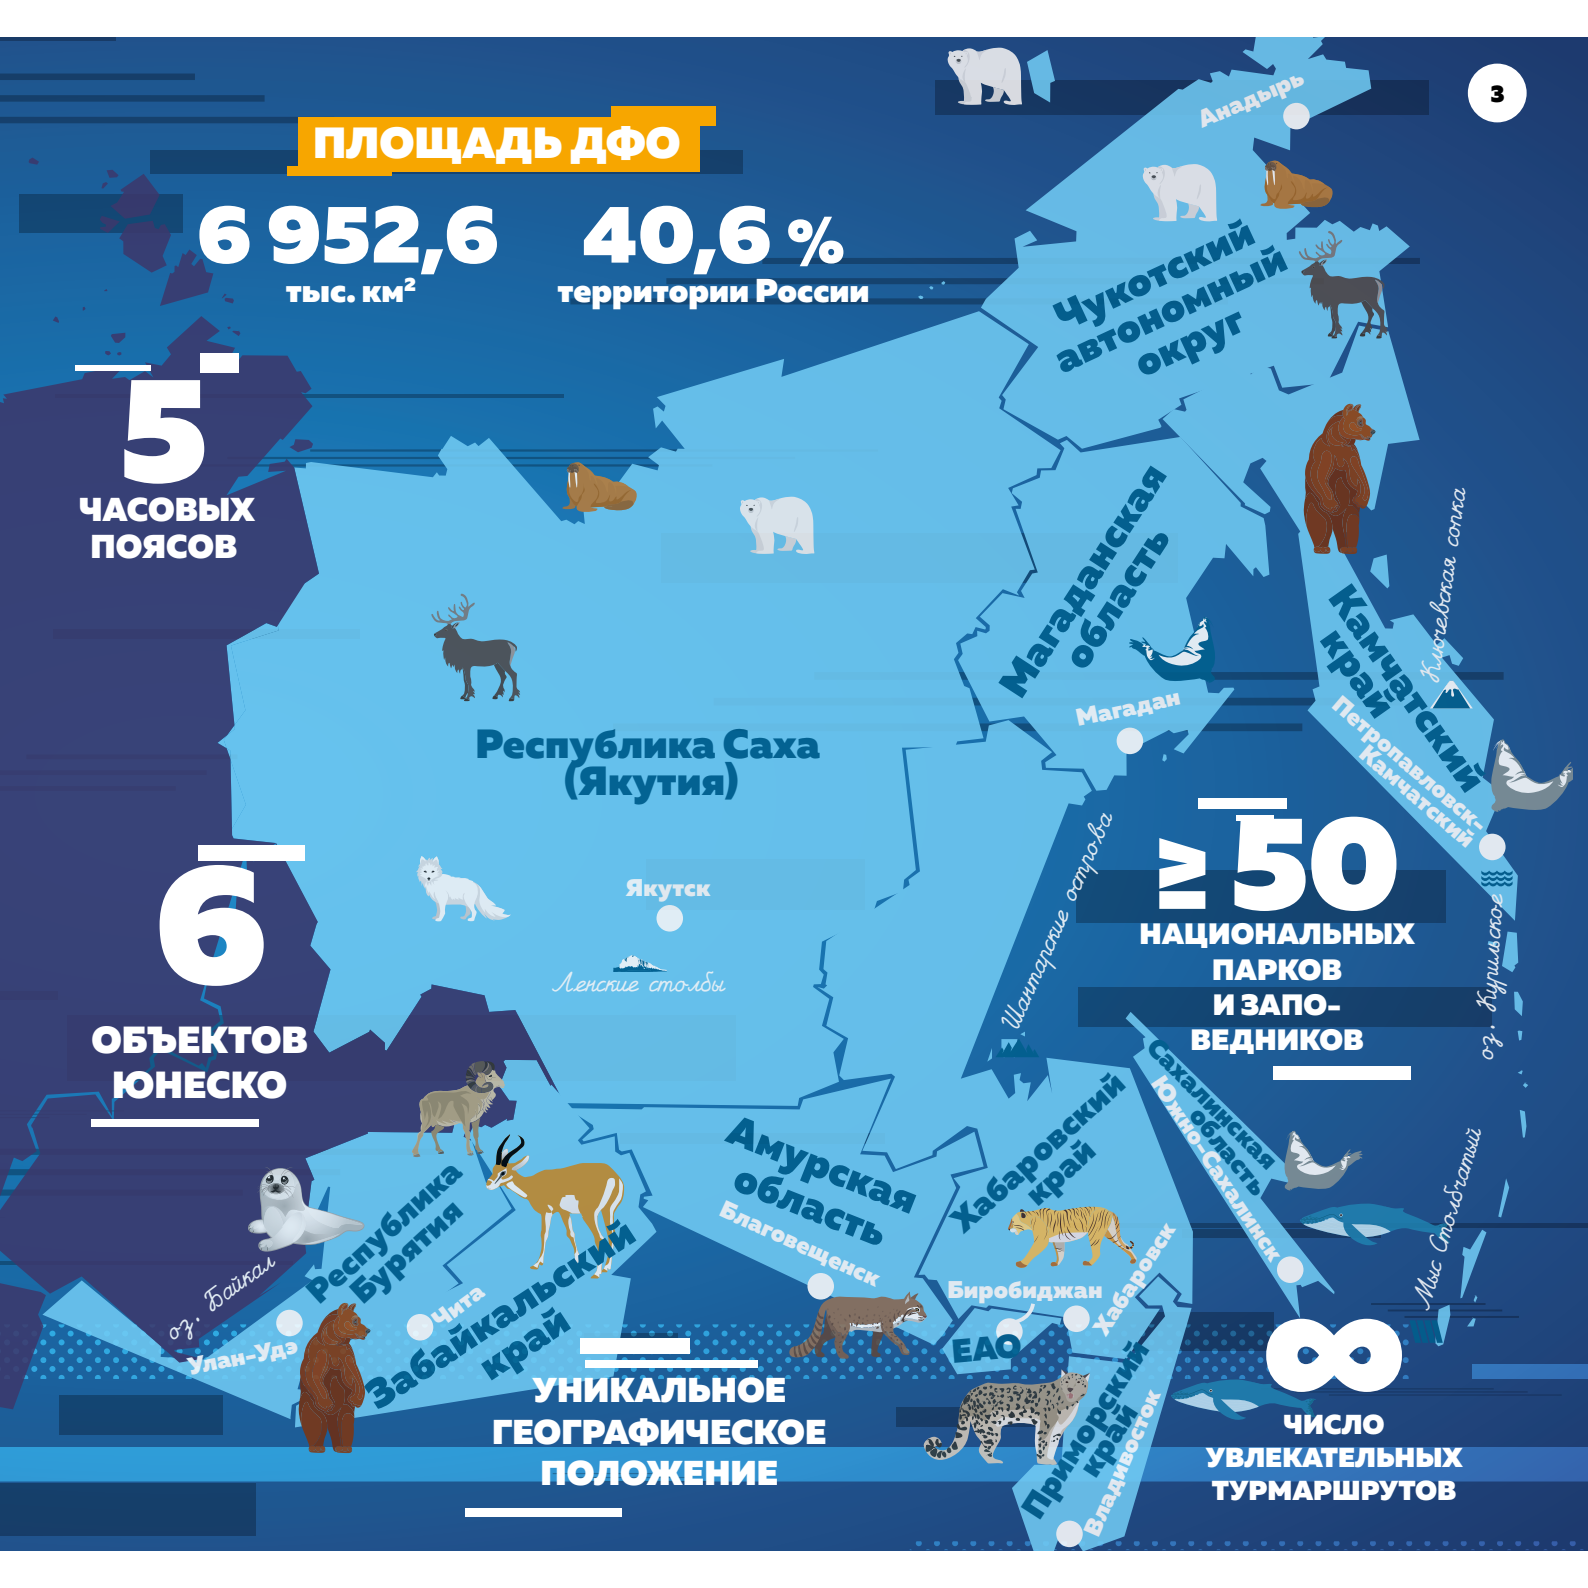 3
ПЛОЩАДЬ ДФО
6 952,6
тыс. км²
40,6 %
территории России
5
ЧАСОВЫХ
ПОЯСОВ
6
ОБЪЕКТОВ
ЮНЕСКО
Анадырь
Чукотский
автономный
округ
Магаданская
область
Магадан
Камчатский
край
Петропавловск-
Камчатский
Ключевская сопка
Республика Саха
(Якутия)
Якутск
Ленские столбы
Шантарские острова
≥ 50
НАЦИОНАЛЬНЫХ
ПАРКОВ
И ЗАПО-
ВЕДНИКОВ
оз. Курильское
Сахалинская
область
Южно-Сахалинск
Мыс Столбчатый
Хабаровский
край
Хабаровск
Амурская
область
Благовещенск
Биробиджан
ЕАО
Приморский
край
Владивосток
Республика
Бурятия
оз. Байкал
Улан-Удэ
Чита
Забайкальский
край
УНИКАЛЬНОЕ
ГЕОГРАФИЧЕСКОЕ
ПОЛОЖЕНИЕ
∞
ЧИСЛО
УВЛЕКАТЕЛЬНЫХ
ТУРМАРШРУТОВ